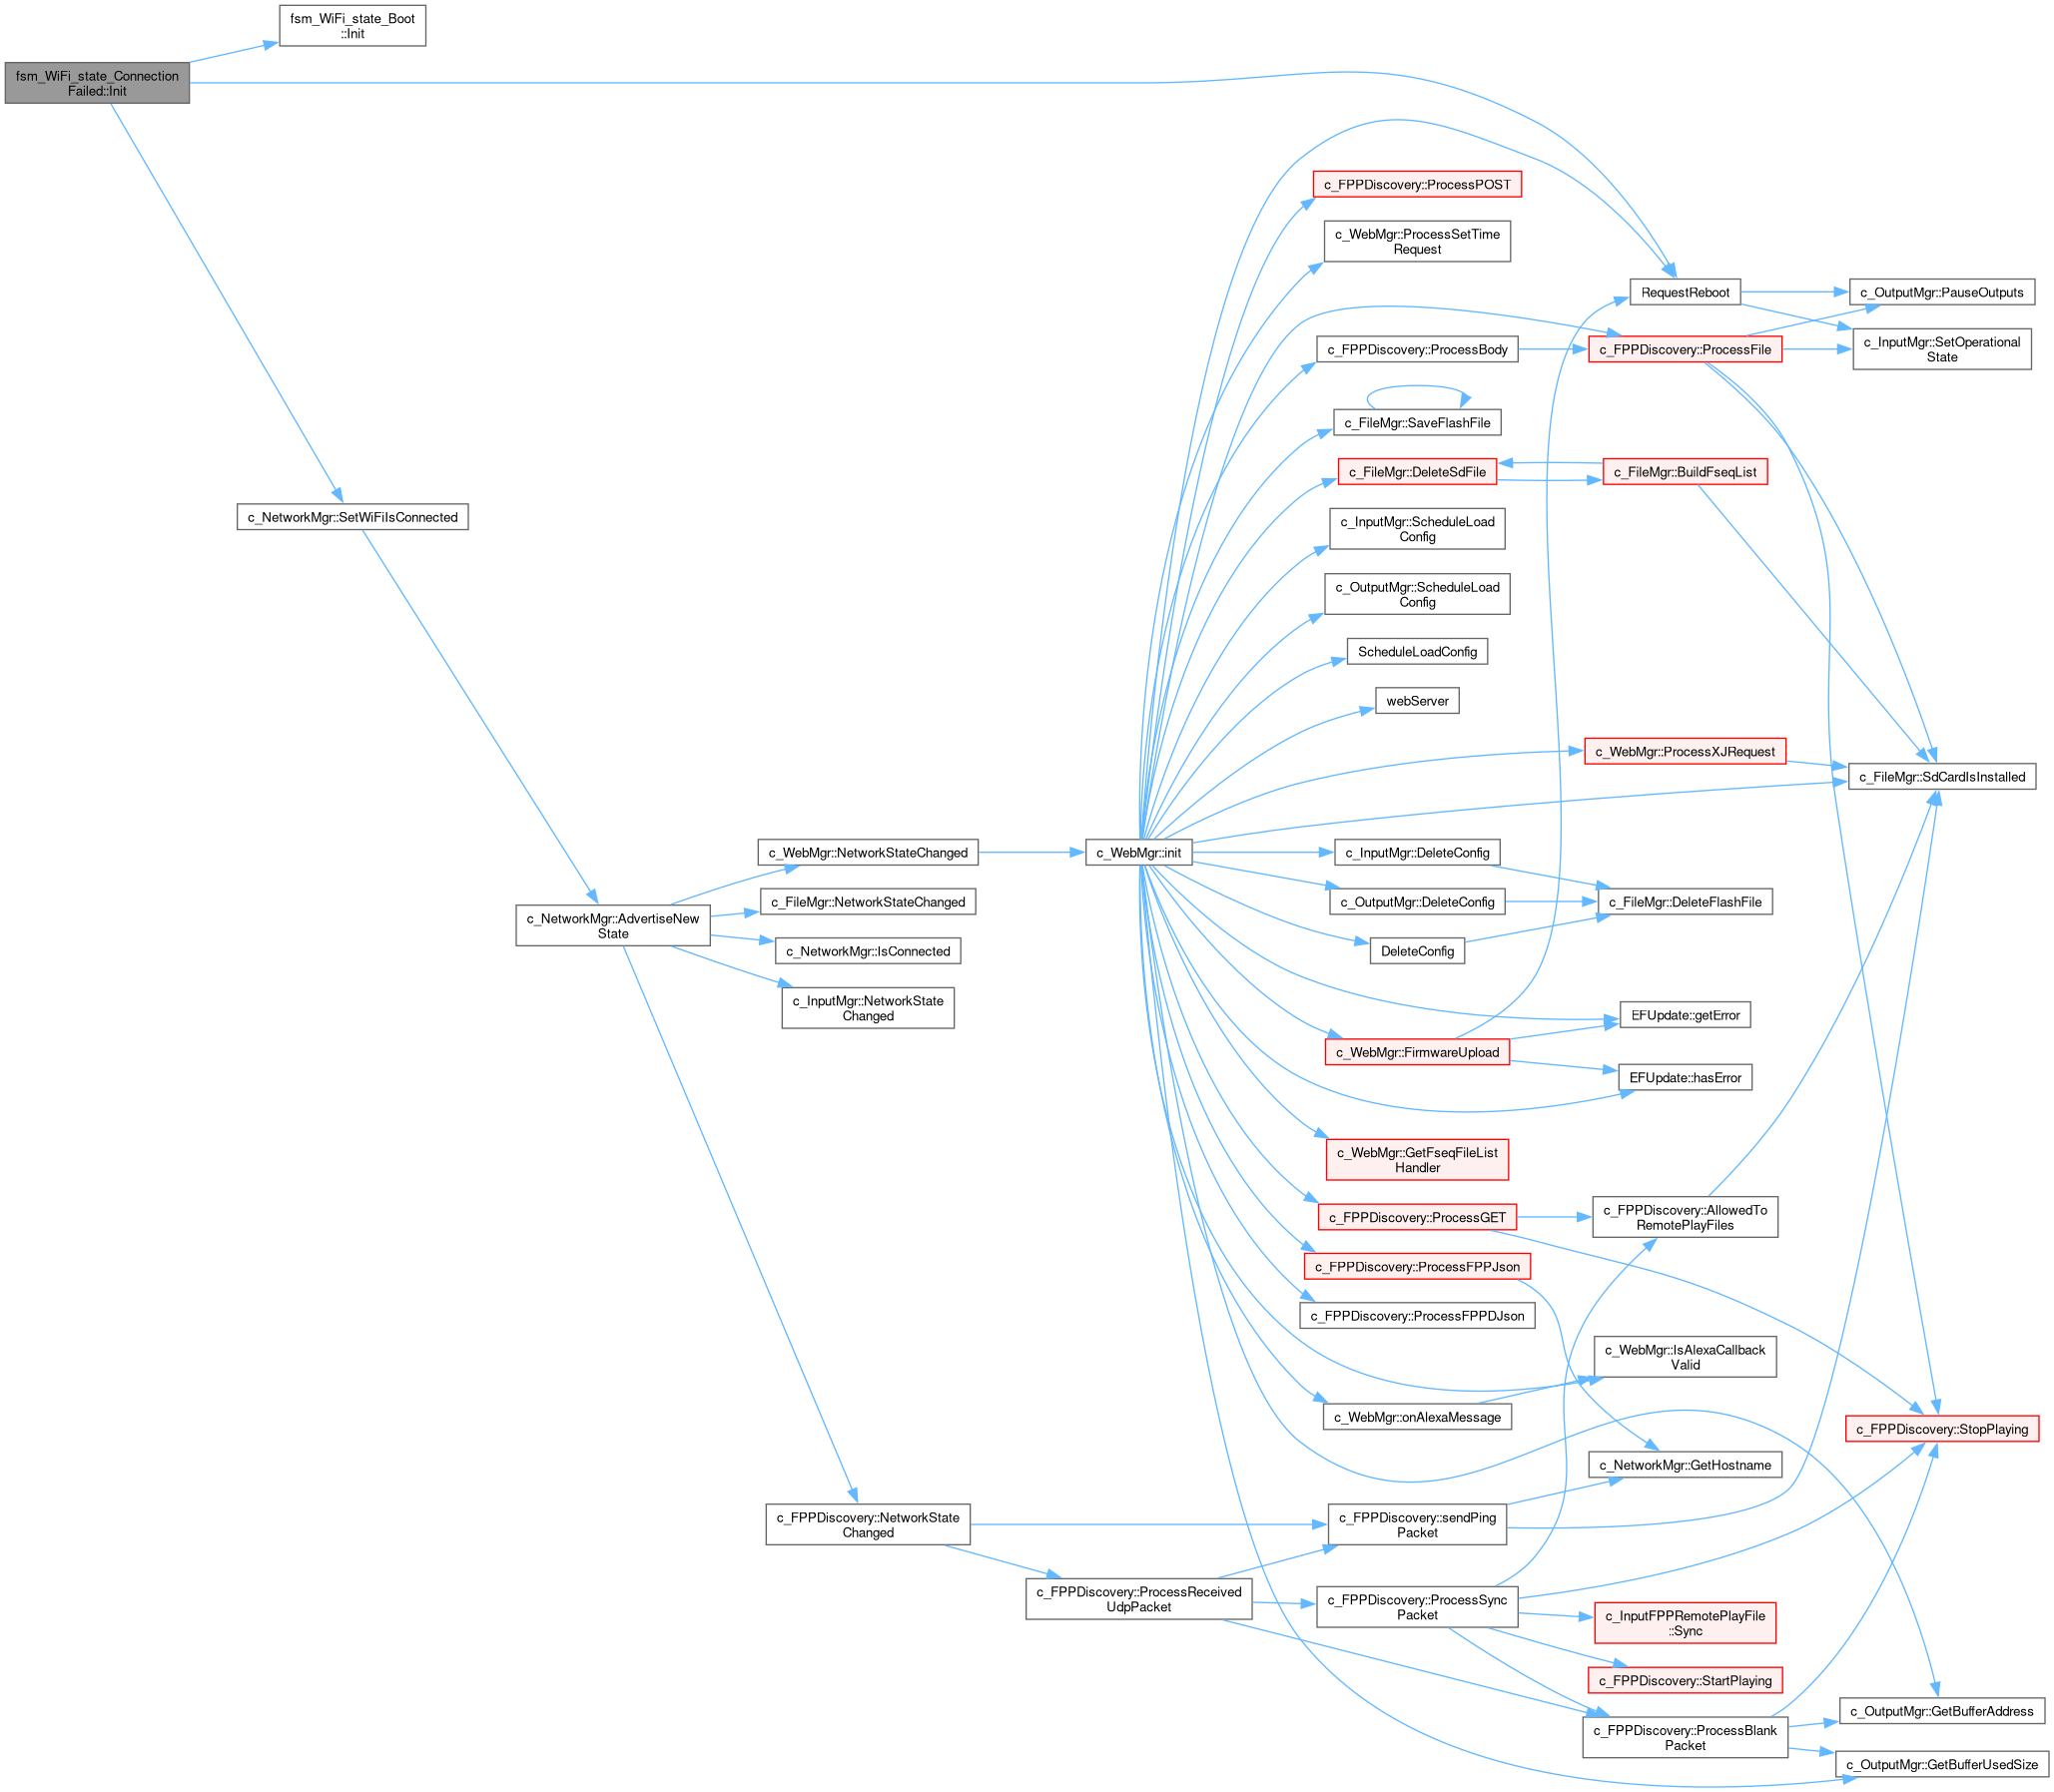 fsm_WiFi_state_Boot
::Init
fsm_WiFi_state_Connection
Failed::Init
c_NetworkMgr::SetWiFiIsConnected
c_NetworkMgr::AdvertiseNew
State
c_WebMgr::NetworkStateChanged
c_FileMgr::NetworkStateChanged
c_NetworkMgr::IsConnected
c_InputMgr::NetworkState
Changed
c_FPPDiscovery::NetworkState
Changed
c_WebMgr::init
c_FPPDiscovery::ProcessReceived
UdpPacket
c_FPPDiscovery::ProcessPOST
c_WebMgr::ProcessSetTime
Request
c_FPPDiscovery::ProcessBody
c_FileMgr::SaveFlashFile
c_FileMgr::DeleteSdFile
c_InputMgr::ScheduleLoad
Config
c_OutputMgr::ScheduleLoad
Config
ScheduleLoadConfig
webServer
c_InputMgr::DeleteConfig
c_OutputMgr::DeleteConfig
DeleteConfig
c_WebMgr::FirmwareUpload
c_WebMgr::GetFseqFileList
Handler
c_FPPDiscovery::ProcessGET
c_FPPDiscovery::ProcessFPPJson
c_FPPDiscovery::ProcessFPPDJson
c_WebMgr::onAlexaMessage
c_FPPDiscovery::sendPing
Packet
c_FPPDiscovery::ProcessSync
Packet
RequestReboot
c_FPPDiscovery::ProcessFile
c_FileMgr::BuildFseqList
c_WebMgr::ProcessXJRequest
c_FileMgr::DeleteFlashFile
EFUpdate::getError
EFUpdate::hasError
c_FPPDiscovery::AllowedTo
RemotePlayFiles
c_WebMgr::IsAlexaCallback
Valid
c_NetworkMgr::GetHostname
c_InputFPPRemotePlayFile
::Sync
c_FPPDiscovery::StartPlaying
c_FPPDiscovery::ProcessBlank
Packet
c_OutputMgr::PauseOutputs
c_InputMgr::SetOperational
State
c_FileMgr::SdCardIsInstalled
c_FPPDiscovery::StopPlaying
c_OutputMgr::GetBufferAddress
c_OutputMgr::GetBufferUsedSize